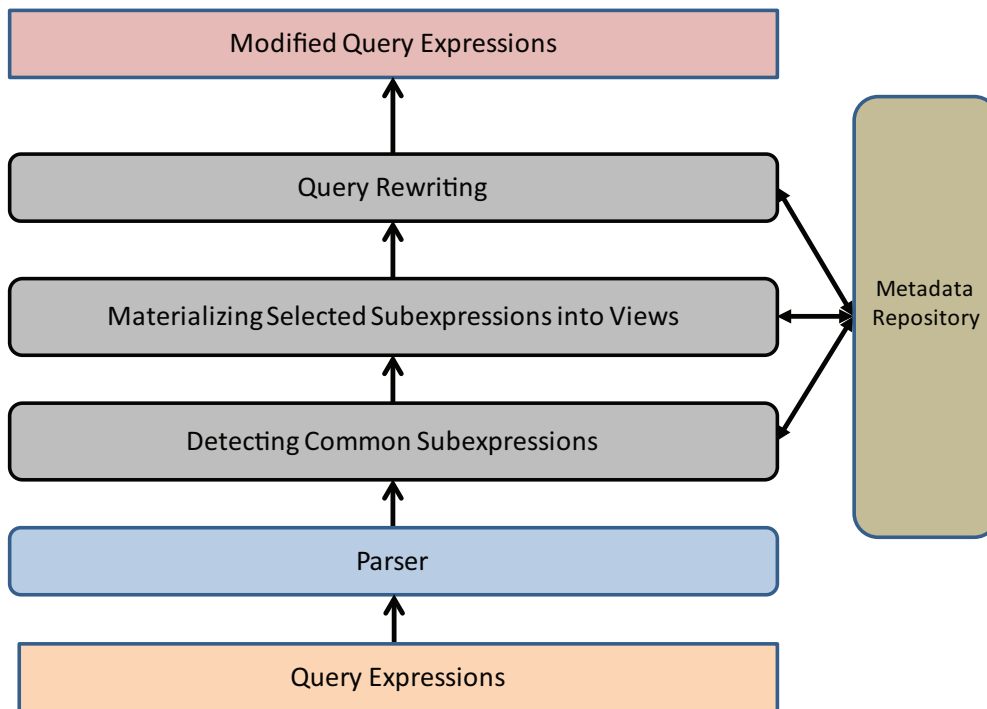 Modified Query Expressions
Query Rewriting
Materializing Selected Subexpressions into Views
Metadata
Repository
Detecting Common Subexpressions
Parser
Query Expressions